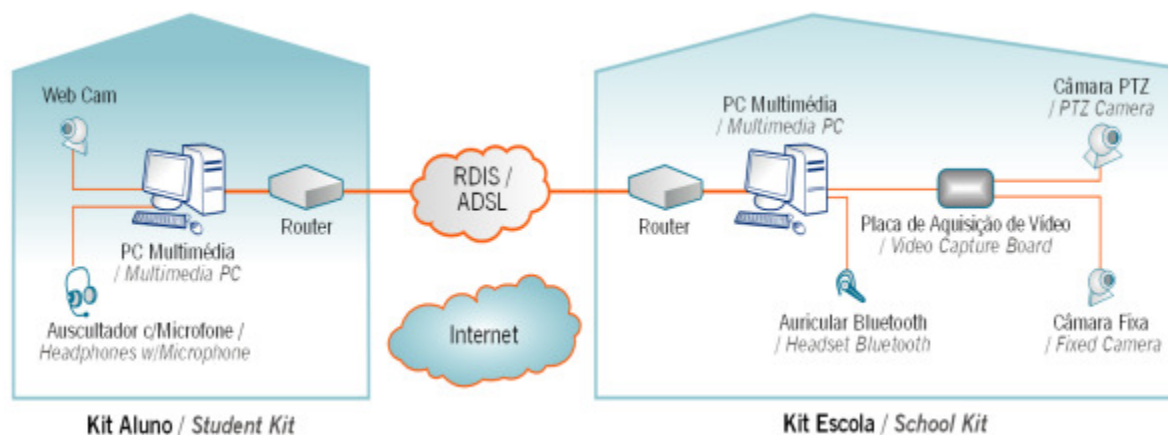 Web Cam
PC Multimédia
/ Multimedia PC
Router
Auscultador c/Microfone /
Headphones w/Microphone
Kit Aluno / Student Kit
RDIS /
ADSL
Internet
Router
PC Multimédia
/ Multimedia PC
Câmara PTZ
/ PTZ Camera
Placa de Aquisição de Vídeo
/ Video Capture Board
Auricular Bluetooth
/ Headset Bluetooth
Câmara Fixa
/ Fixed Camera
Kit Escola / School Kit